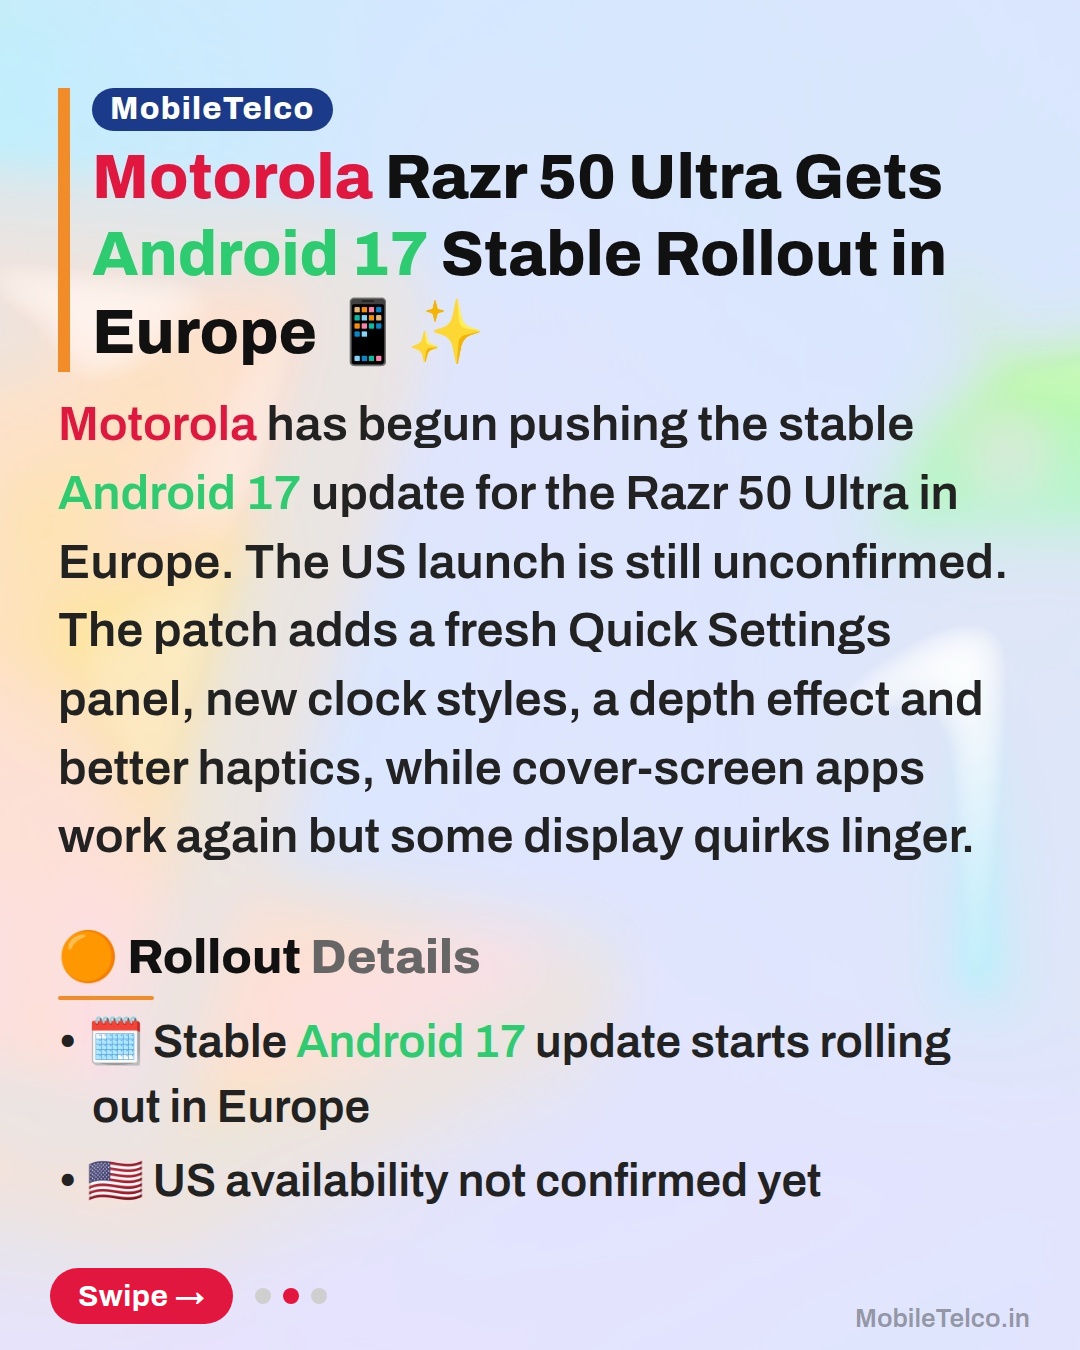 MobileTelco
Motorola Razr 50 Ultra Gets
Android 17 Stable Rollout in
Europe 📱✨
Motorola has begun pushing the stable
Android 17 update for the Razr 50 Ultra in
Europe. The US launch is still unconfirmed.
The patch adds a fresh Quick Settings
panel, new clock styles, a depth effect and
better haptics, while cover-screen apps
work again but some display quirks linger.
🟠 Rollout Details
• 🗓️ Stable Android 17 update starts rolling
out in Europe
• 🇺🇸 US availability not confirmed yet
Swipe →
MobileTelco.in